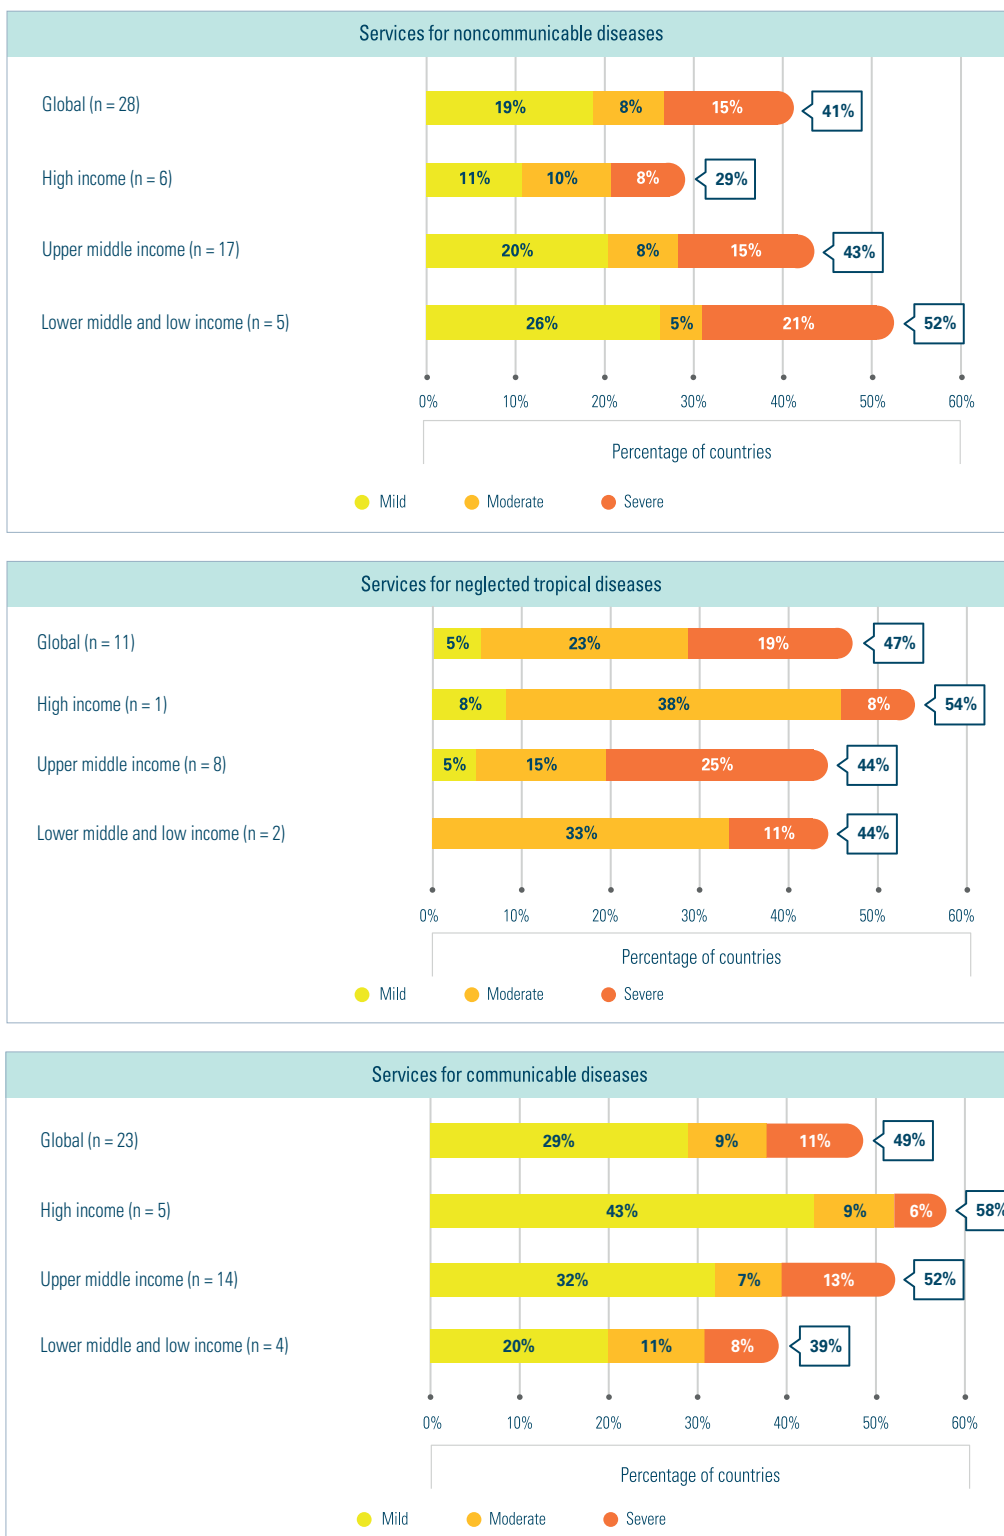 Services for noncommunicable diseases
Global (n = 28)
19% 8% 15% 41%
High income (n = 6)
11% 10% 8% 29%
Upper middle income (n = 17)
20% 8% 15% 43%
Lower middle and low income (n = 5)
26% 5% 21% 52%
0% 10% 20% 30% 40% 50% 60%
Percentage of countries
Mild Moderate Severe
Services for neglected tropical diseases
Global (n = 11)
5% 23% 19% 47%
High income (n = 1)
8% 38% 8% 54%
Upper middle income (n = 8)
5% 15% 25% 44%
Lower middle and low income (n = 2)
33% 11% 44%
0% 10% 20% 30% 40% 50% 60%
Percentage of countries
Mild Moderate Severe
Services for communicable diseases
Global (n = 23)
29% 9% 11% 49%
High income (n = 5)
43% 9% 6% 58%
Upper middle income (n = 14)
32% 7% 13% 52%
Lower middle and low income (n = 4)
20% 11% 8% 39%
0% 10% 20% 30% 40% 50% 60%
Percentage of countries
Mild Moderate Severe